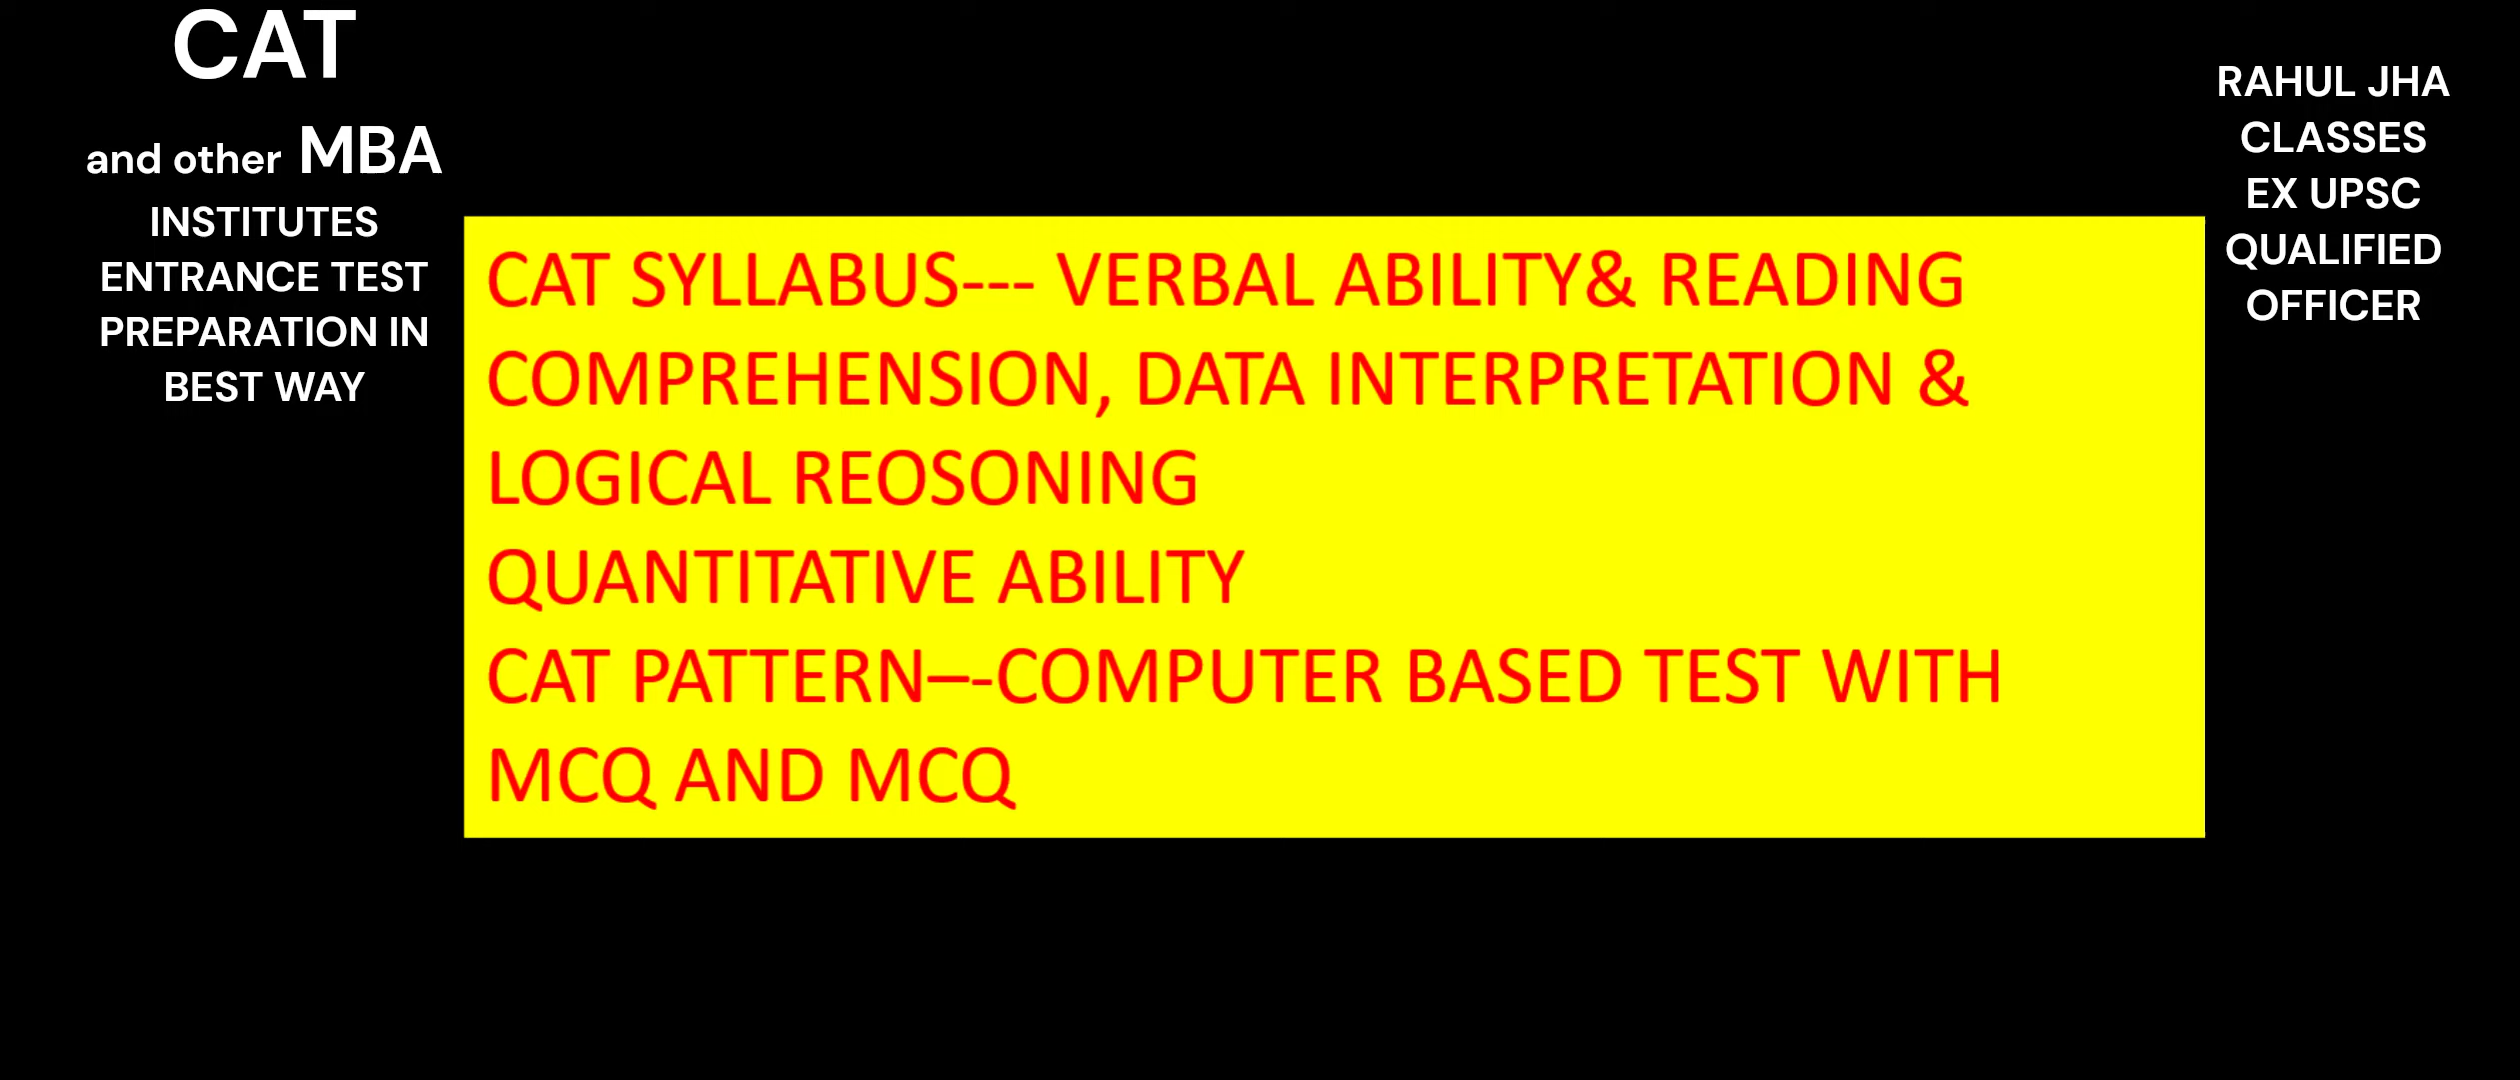 CAT
and other MBA
INSTITUTES
ENTRANCE TEST
PREPARATION IN
BEST WAY
CAT SYLLABUS--- VERBAL ABILITY& READING
COMPREHENSION, DATA INTERPRETATION &
LOGICAL REOSONING
QUANTITATIVE ABILITY
CAT PATTERN–-COMPUTER BASED TEST WITH
MCQ AND MCQ
RAHUL JHA
CLASSES
EX UPSC
QUALIFIED
OFFICER